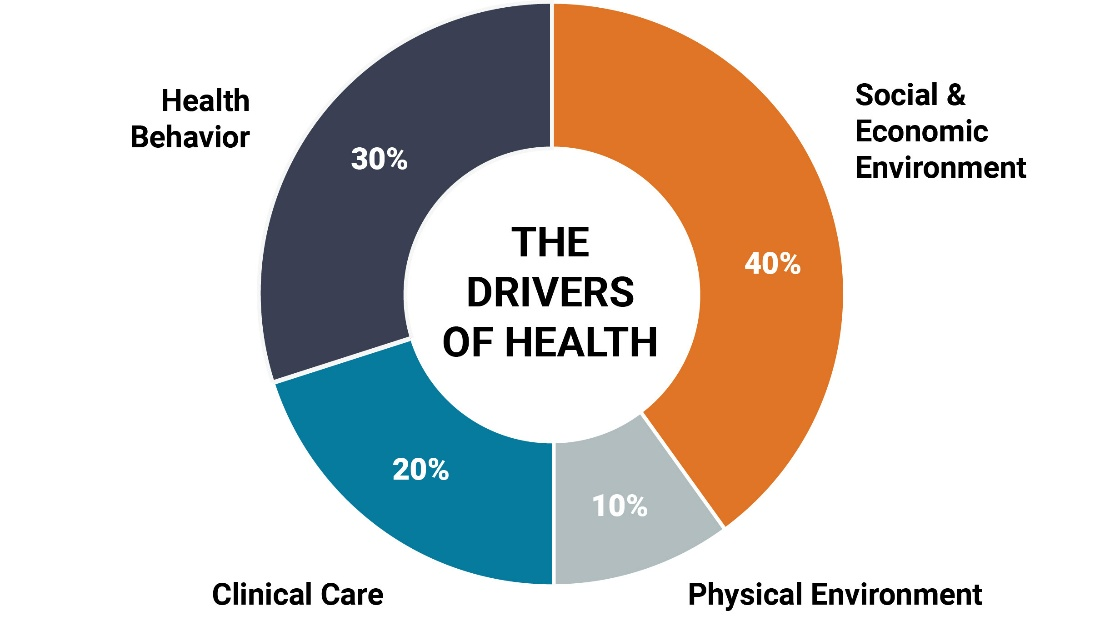 Health
Behavior
30%
Social &
Economic
Environment
40%
THE
DRIVERS
OF HEALTH
20%
10%
Clinical Care
Physical Environment